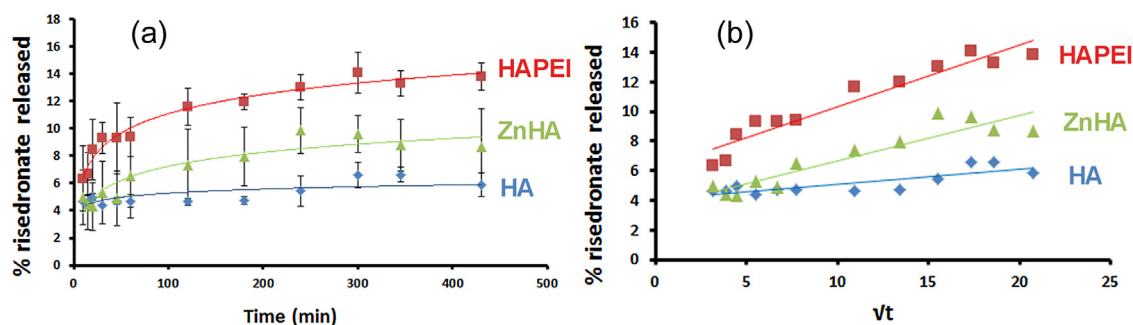 (a)
% risedronate released
18
16
14
12
10
8
6
4
2
0
0 100 200 300 400 500
Time (min)
HAPEI
ZnHA
HA
(b)
% risedronate released
16
14
12
10
8
6
4
2
0
0 5 10 15 20 25
√t
HAPEI
ZnHA
HA